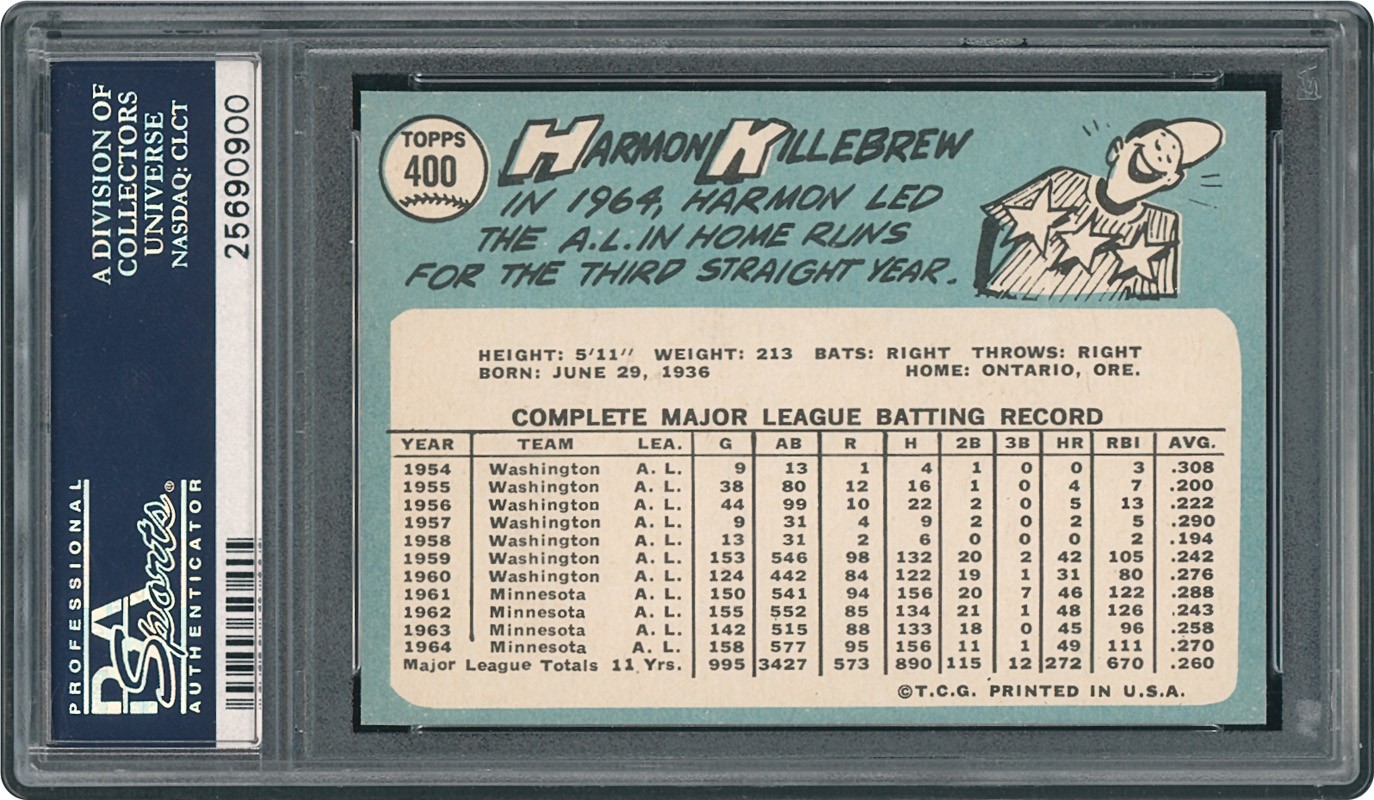 A DIVISION OF
COLLECTORS
UNIVERSE
NASDAQ: CLCT
25690900
PROFESSIONAL
PSA
Sports®
AUTHENTICATOR
TOPPS
400
HARMON KILLEBREW
IN 1964, HARMON LED
THE A.L. IN HOME RUNS
FOR THE THIRD STRAIGHT YEAR.
HEIGHT: 5'11" WEIGHT: 213 BATS: RIGHT THROWS: RIGHT
BORN: JUNE 29, 1936 HOME: ONTARIO, ORE.
COMPLETE MAJOR LEAGUE BATTING RECORD
YEAR TEAM LEA. G AB R H 2B 3B HR RBI AVG.
1954 Washington A. L. 9 13 1 4 1 0 0 3 .308
1955 Washington A. L. 38 80 12 16 1 0 4 7 .200
1956 Washington A. L. 44 99 10 22 2 0 5 13 .222
1957 Washington A. L. 9 31 4 9 2 0 2 5 .290
1958 Washington A. L. 13 31 2 6 0 0 0 2 .194
1959 Washington A. L. 153 546 98 132 20 2 42 105 .242
1960 Washington A. L. 124 442 84 122 19 1 31 80 .276
1961 Minnesota A. L. 150 541 94 156 20 7 46 122 .288
1962 Minnesota A. L. 155 552 85 134 21 1 48 126 .243
1963 Minnesota A. L. 142 515 88 133 18 0 45 96 .258
1964 Minnesota A. L. 158 577 95 156 11 1 49 111 .270
Major League Totals 11 Yrs. 995 3427 573 890 115 12 272 670 .260
©T.C.G. PRINTED IN U.S.A.